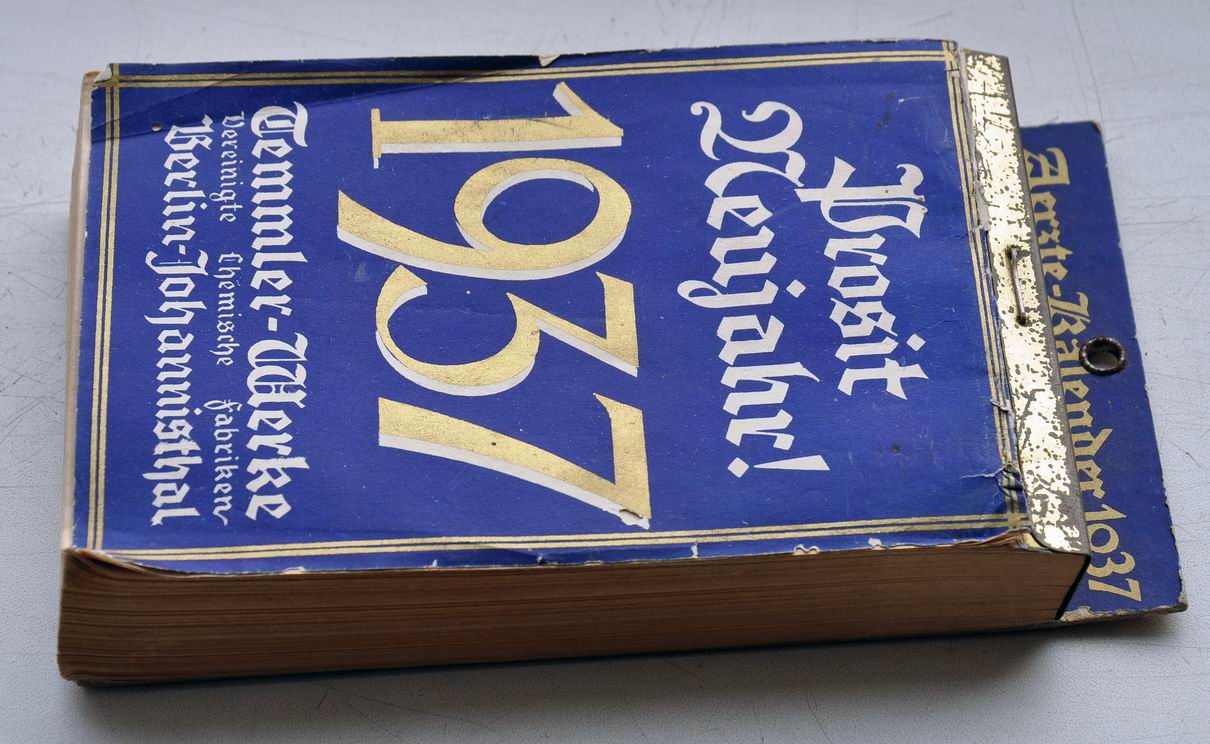 Aerzte-Kalender 1937
Prosit
Neujahr!
1937
Temmler-Werke
Vereinigte Chemische Fabriken
Berlin-Johannisthal